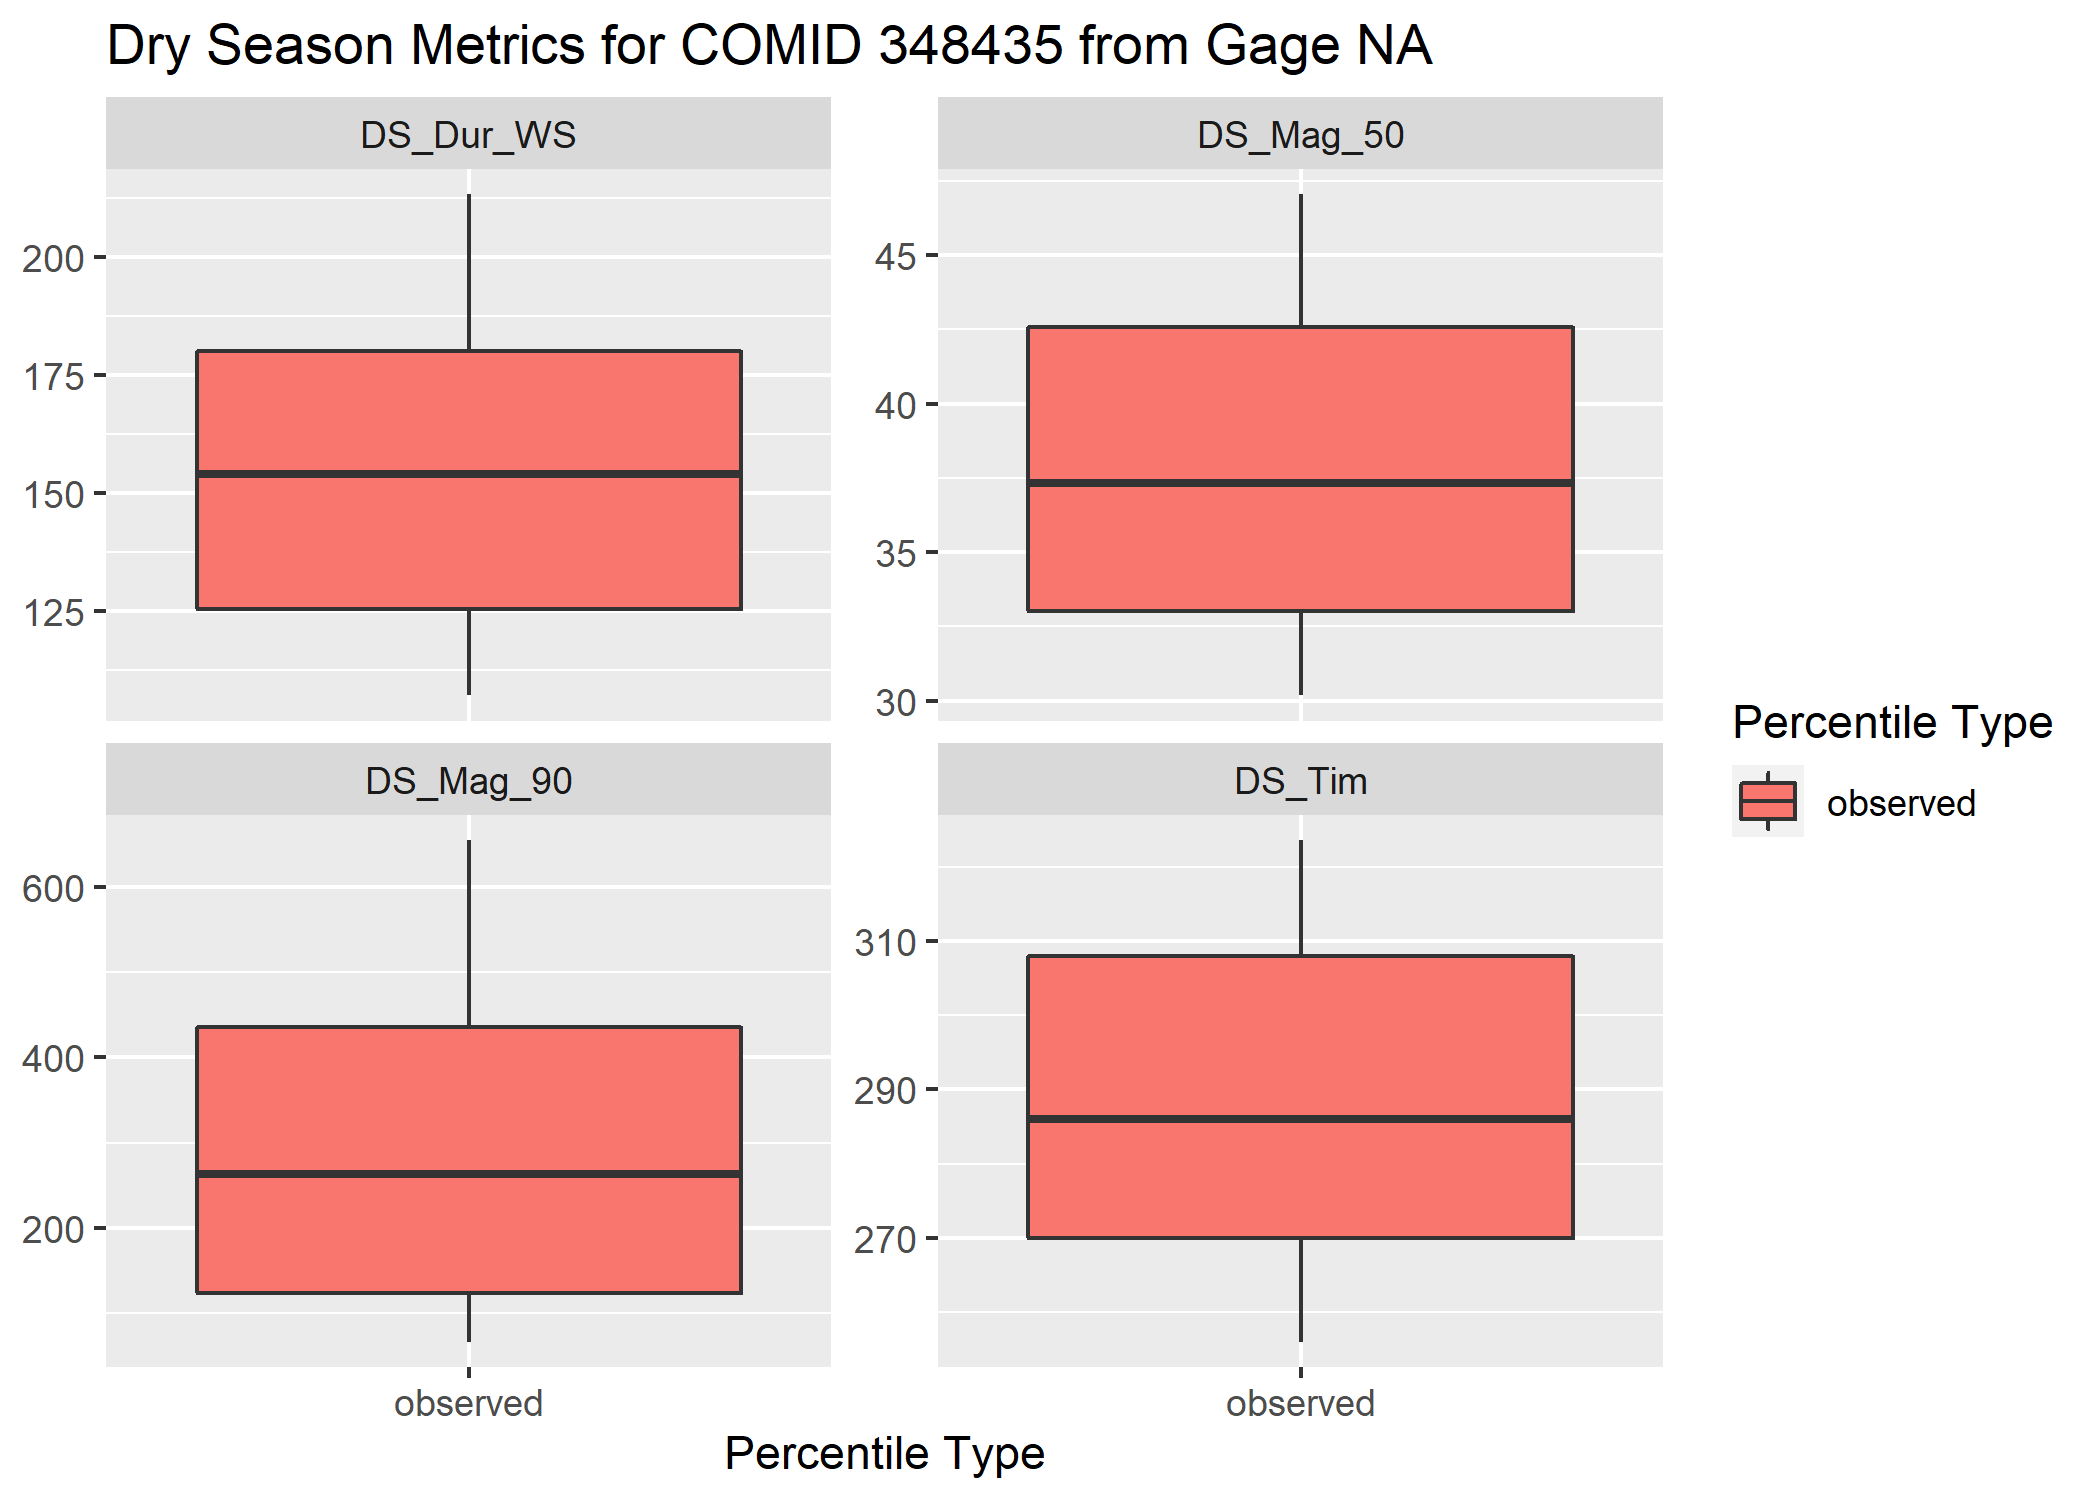 Dry Season Metrics for COMID 348435 from Gage NA
DS_Dur_WS
200
175
150
125
DS_Mag_50
45
40
35
30
DS_Mag_90
600
400
200
observed
DS_Tim
310
290
270
observed
Percentile Type
Percentile Type
observed